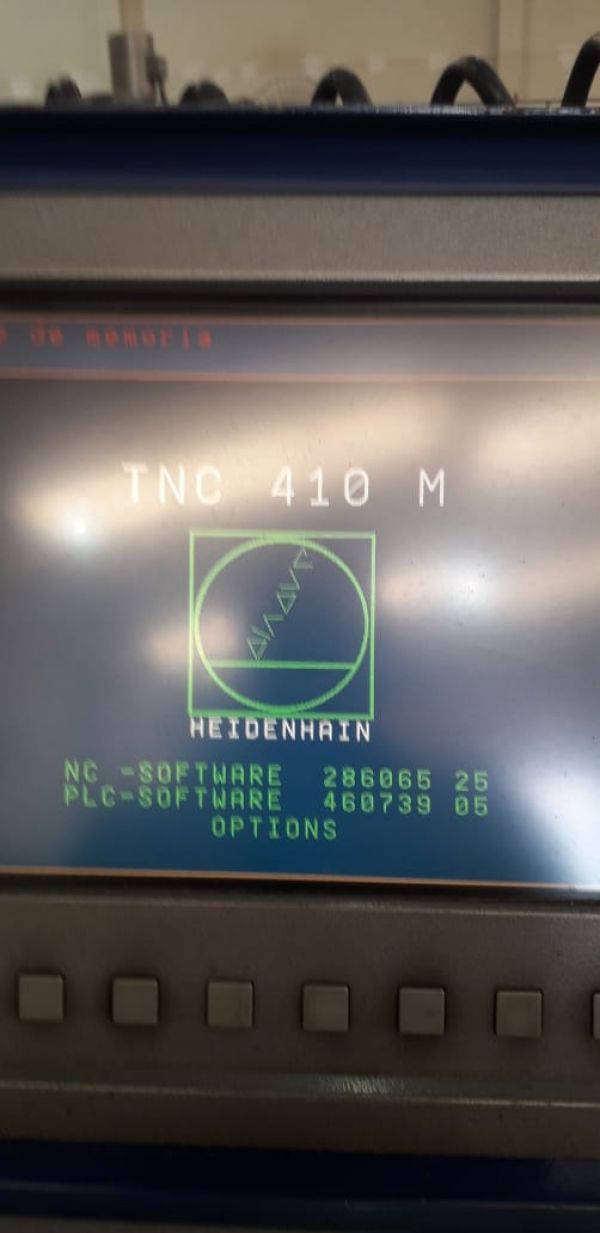 de memoria
TNC 410 M
HEIDENHAIN
NC -SOFTWARE 286065 25
PLC-SOFTWARE 460739 05
OPTIONS